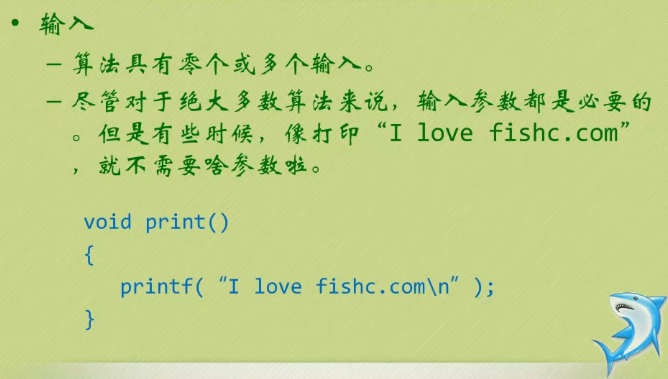 • 输入
– 算法具有零个或多个输入。
– 尽管对于绝大多数算法来说，输入参数都是必要的
。但是有些时候，像打印“I love fishc.com”
，就不需要啥参数啦。
void print()
{
printf(“I love fishc.com\n”);
}